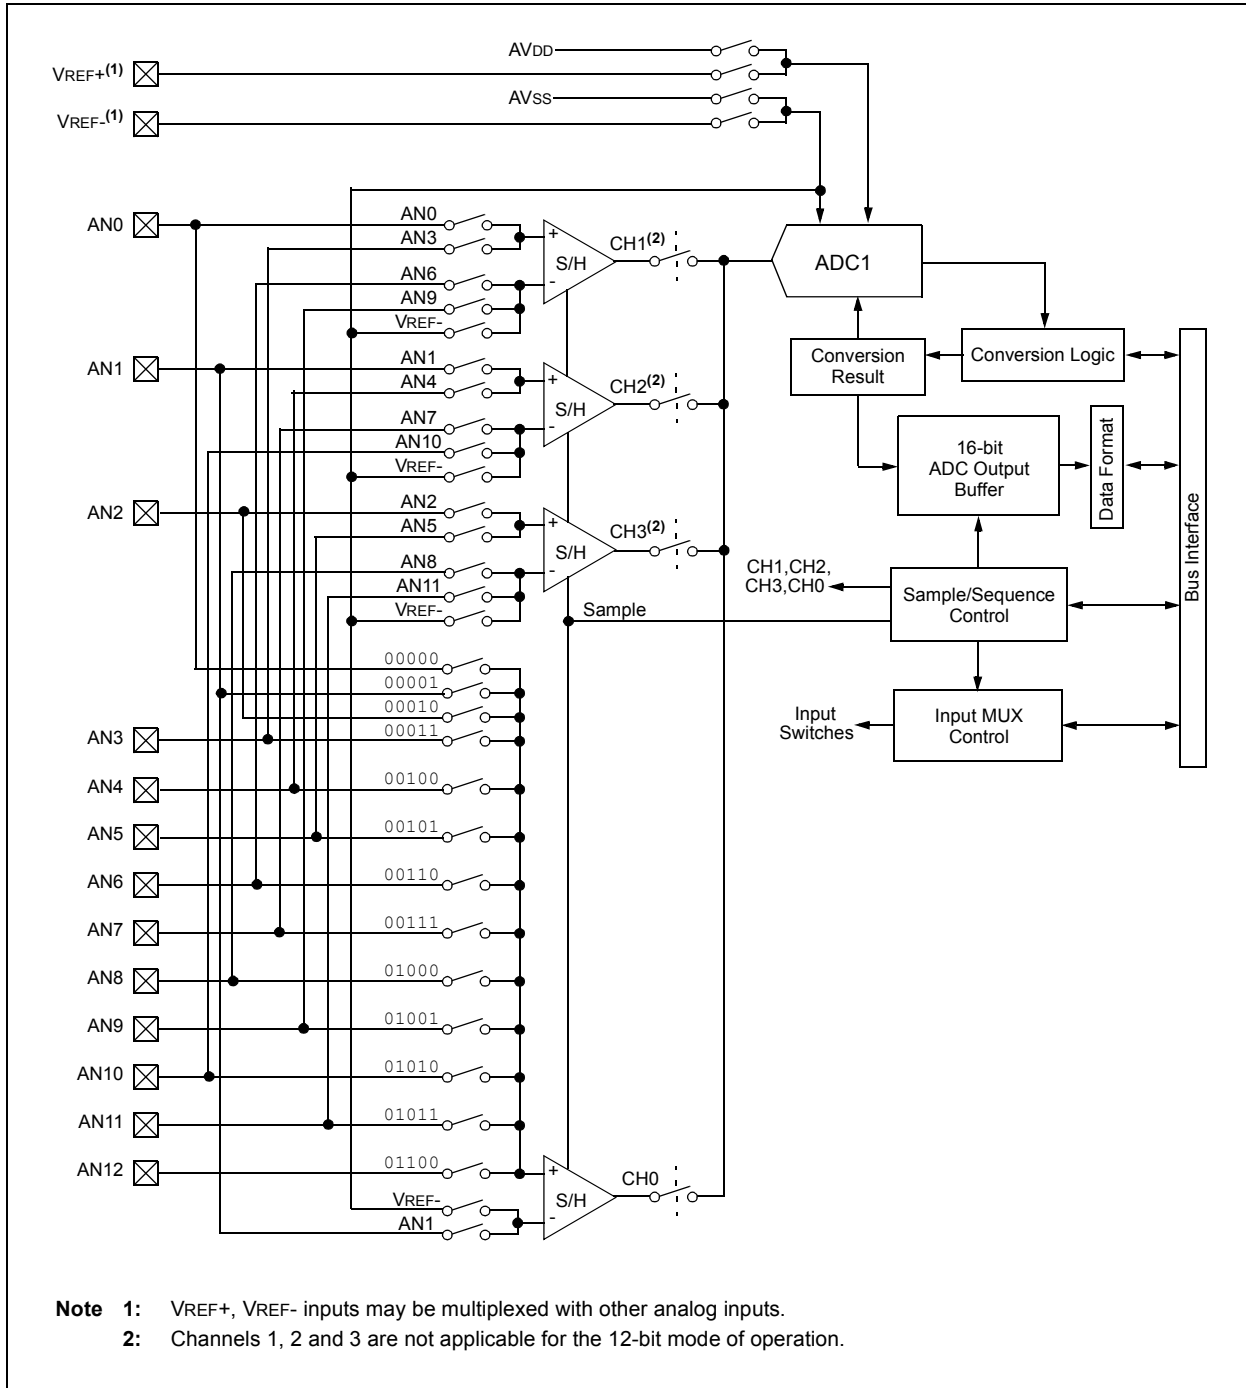 AVDD
VREF+(1)
AVSS
VREF-(1)
AN0
AN0
AN3
AN6
AN9
VREF-
+
S/H
-
CH1(2)
ADC1
Conversion Logic
Conversion
Result
AN1
AN1
AN4
AN7
AN10
VREF-
+
S/H
-
CH2(2)
16-bit
ADC Output
Buffer
Data Format
Bus Interface
AN2
AN2
AN5
AN8
AN11
VREF-
+
S/H
-
CH3(2)
CH1,CH2,
CH3,CH0
Sample/Sequence
Control
Sample
Input
Switches
Input MUX
Control
00000
00001
00010
AN3
00011
AN4
00100
AN5
00101
AN6
00110
AN7
00111
AN8
01000
AN9
01001
AN10
01010
AN11
01011
AN12
01100
VREF-
AN1
+
S/H
-
CH0
Note 1: VREF+, VREF- inputs may be multiplexed with other analog inputs.
2: Channels 1, 2 and 3 are not applicable for the 12-bit mode of operation.